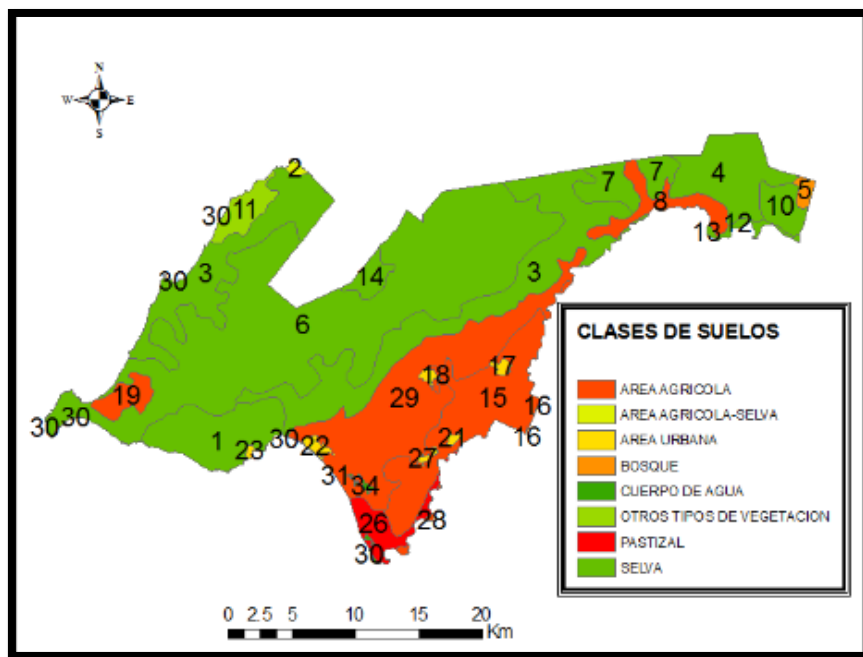 N
W E
S
2
7 7 4
5
30 11
8
10
13 12
30 3
14
3
6
17
18
19
29
15
16
30 30
1
30
16
23
22
21
27
31
34
26
28
30
CLASES DE SUELOS
AREA AGRICOLA
AREA AGRICOLA-SELVA
AREA URBANA
BOSQUE
CUERPO DE AGUA
OTROS TIPOS DE VEGETACION
PASTIZAL
SELVA
0 2.5 5 10 15 20
Km